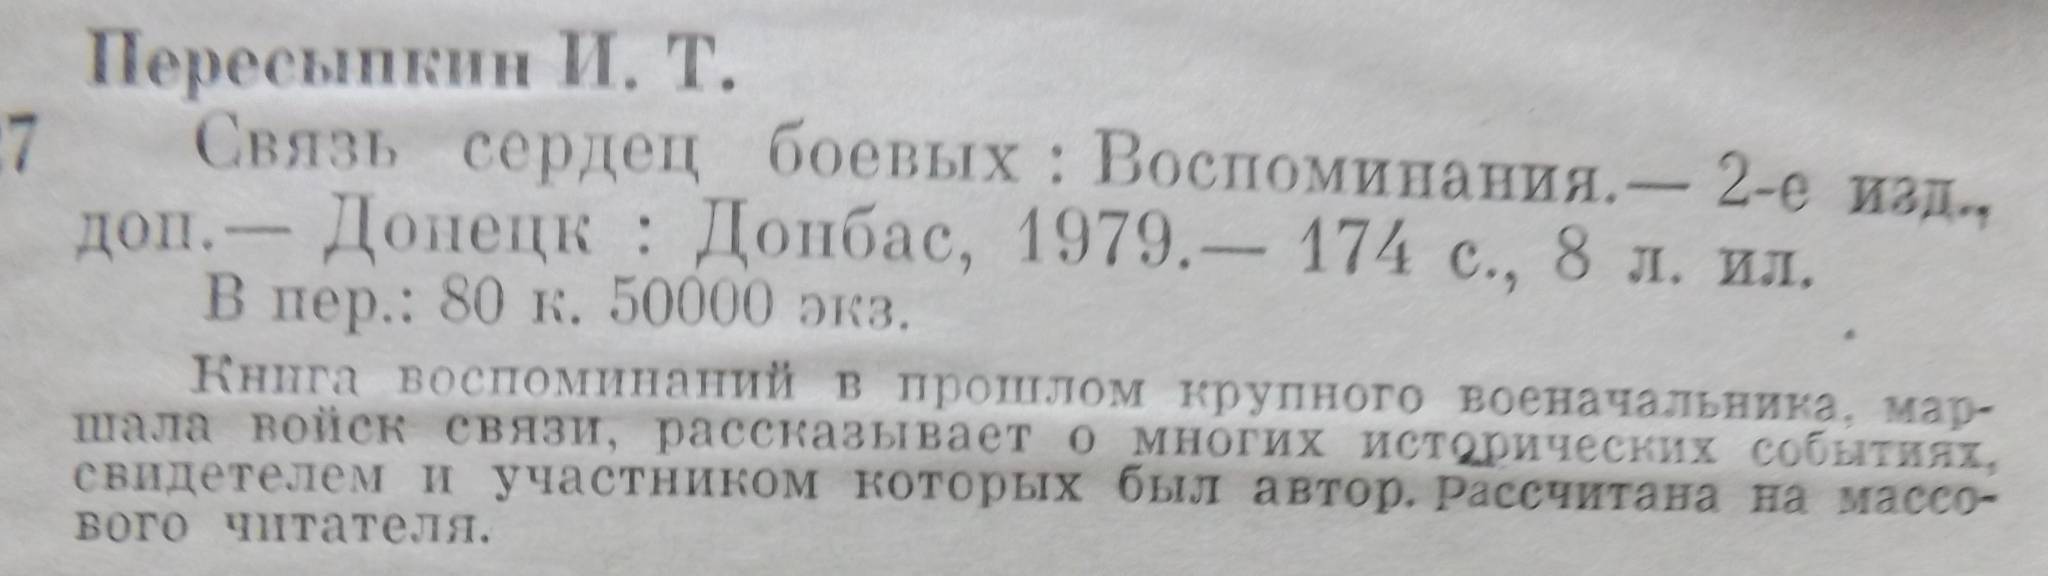 Пересыпкин И. Т.
7 Связь сердец боевых : Воспоминания.— 2-е изд.,
доп.— Донецк : Донбас, 1979.— 174 с., 8 л. ил.
В пер.: 80 к. 50000 экз.
Книга воспоминаний в прошлом крупного военачальника, мар-
шала войск связи, рассказывает о многих исторических событиях,
свидетелем и участником которых был автор. Рассчитана на массо-
вого читателя.